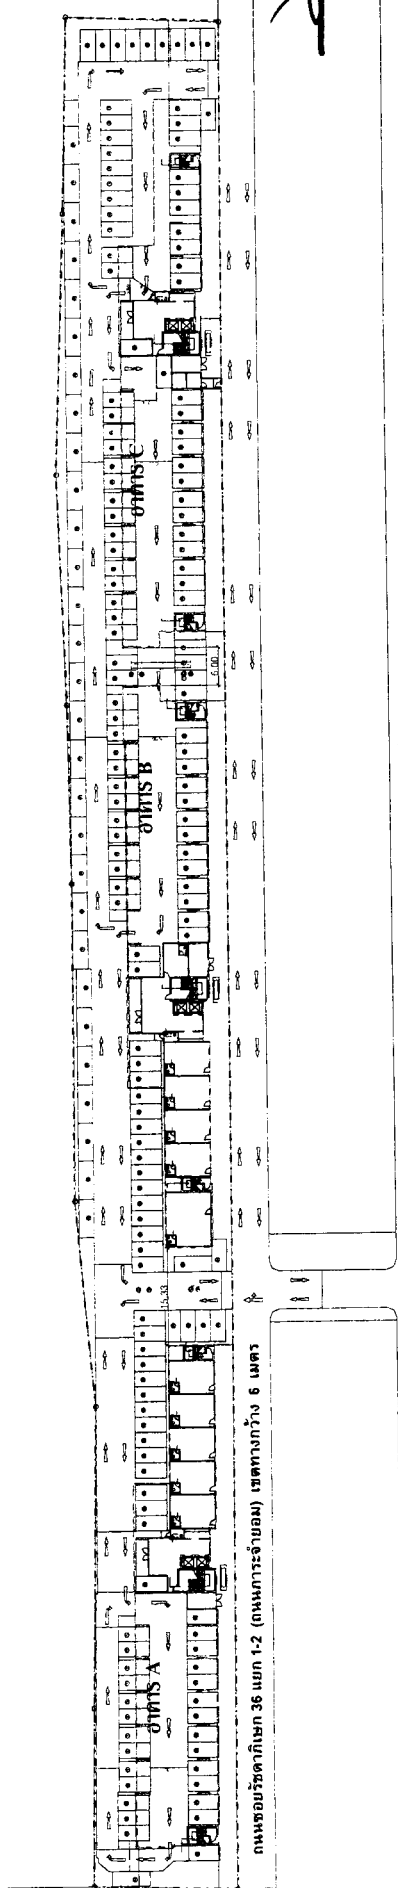 อาคาร C
6.00
อาคาร B
15.33
อาคาร A
ถนนซอยรัชดาภิเษก 36 แยก 1-2 (ถนนภาระจำยอม) เขตทางกว้าง 6 เมตร